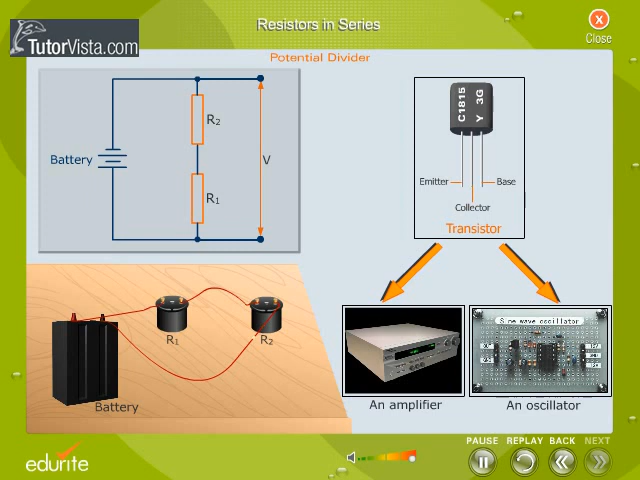 Resistors in Series
Close
TutorVista.com
Potential Divider
Battery
R2
R1
V
C1815
Y 3G
Emitter
Base
Collector
Transistor
R1
R2
Battery
Sine wave oscillator
An amplifier
An oscillator
edurite
PAUSE REPLAY BACK NEXT